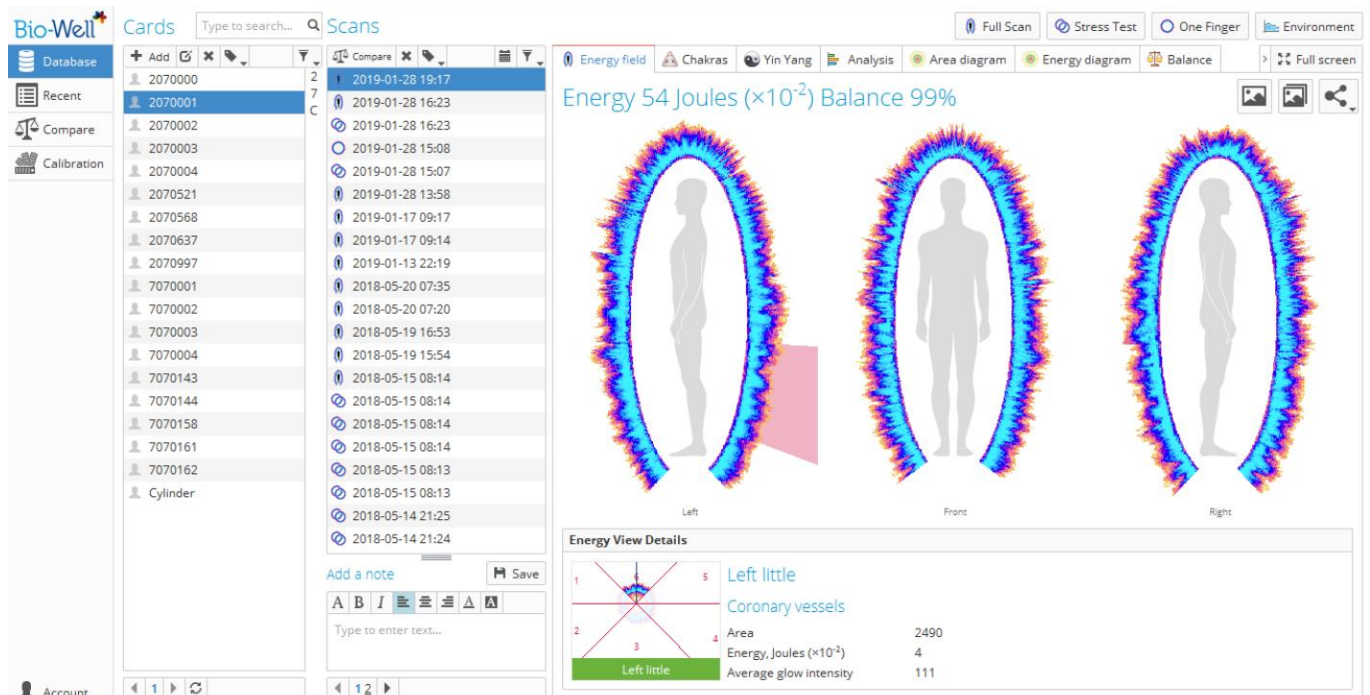 Bio-Well
Database
Recent
Compare
Calibration
Account
Cards
Type to search...
Add
2070000
2070001
2070002
2070003
2070004
2070521
2070568
2070637
2070997
7070001
7070002
7070003
7070004
7070143
7070144
7070158
7070161
7070162
Cylinder
2
7
C
1
Scans
Compare
2019-01-28 19:17
2019-01-28 16:23
2019-01-28 16:23
2019-01-28 15:08
2019-01-28 15:07
2019-01-28 13:58
2019-01-17 09:17
2019-01-17 09:14
2019-01-13 22:19
2018-05-20 07:35
2018-05-20 07:20
2018-05-19 16:53
2018-05-19 15:54
2018-05-15 08:14
2018-05-15 08:14
2018-05-15 08:14
2018-05-15 08:14
2018-05-15 08:13
2018-05-15 08:13
2018-05-14 21:25
2018-05-14 21:24
Add a note
Save
A B I A A
Type to enter text...
1 2
Full Scan Stress Test One Finger Environment
Energy field Chakras Yin Yang Analysis Area diagram Energy diagram Balance > Full screen
Energy 54 Joules (×10⁻²) Balance 99%
Left Front Right
Energy View Details
1 6 5
2 3 4
Left little
Left little
Coronary vessels
Area 2490
Energy, Joules (×10⁻²) 4
Average glow intensity 111